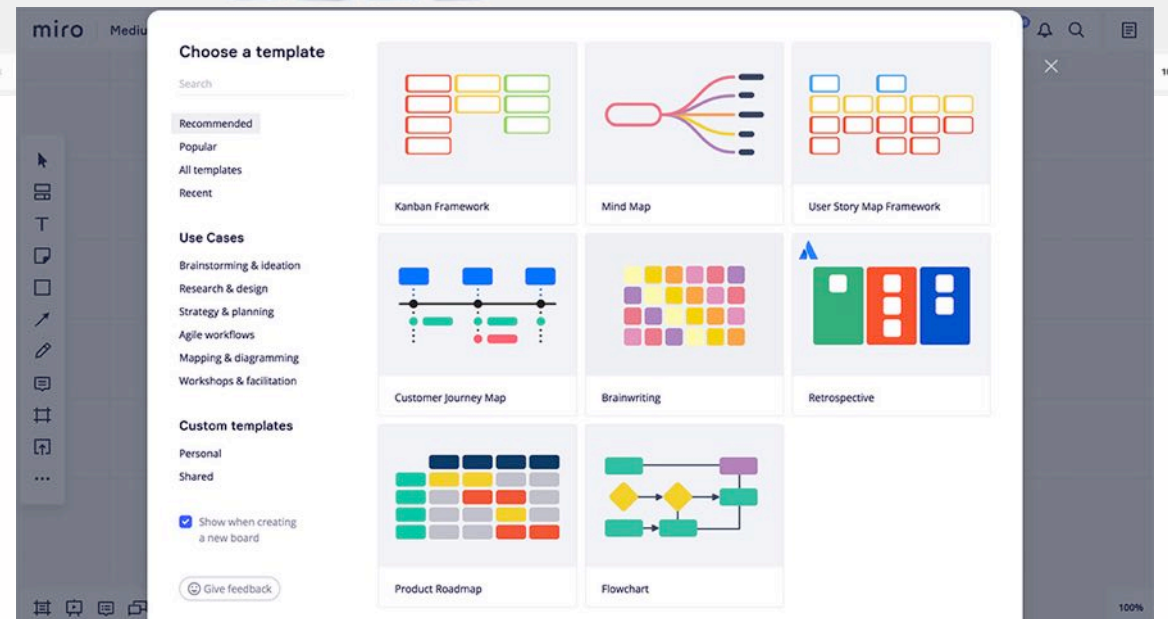 miro
Mediu
Choose a template
Search
Recommended
Popular
All templates
Recent
Use Cases
Brainstorming & ideation
Research & design
Strategy & planning
Agile workflows
Mapping & diagramming
Workshops & facilitation
Custom templates
Personal
Shared
Show when creating
a new board
Give feedback
Kanban Framework
Mind Map
User Story Map Framework
Customer Journey Map
Brainwriting
Retrospective
Product Roadmap
Flowchart
100%